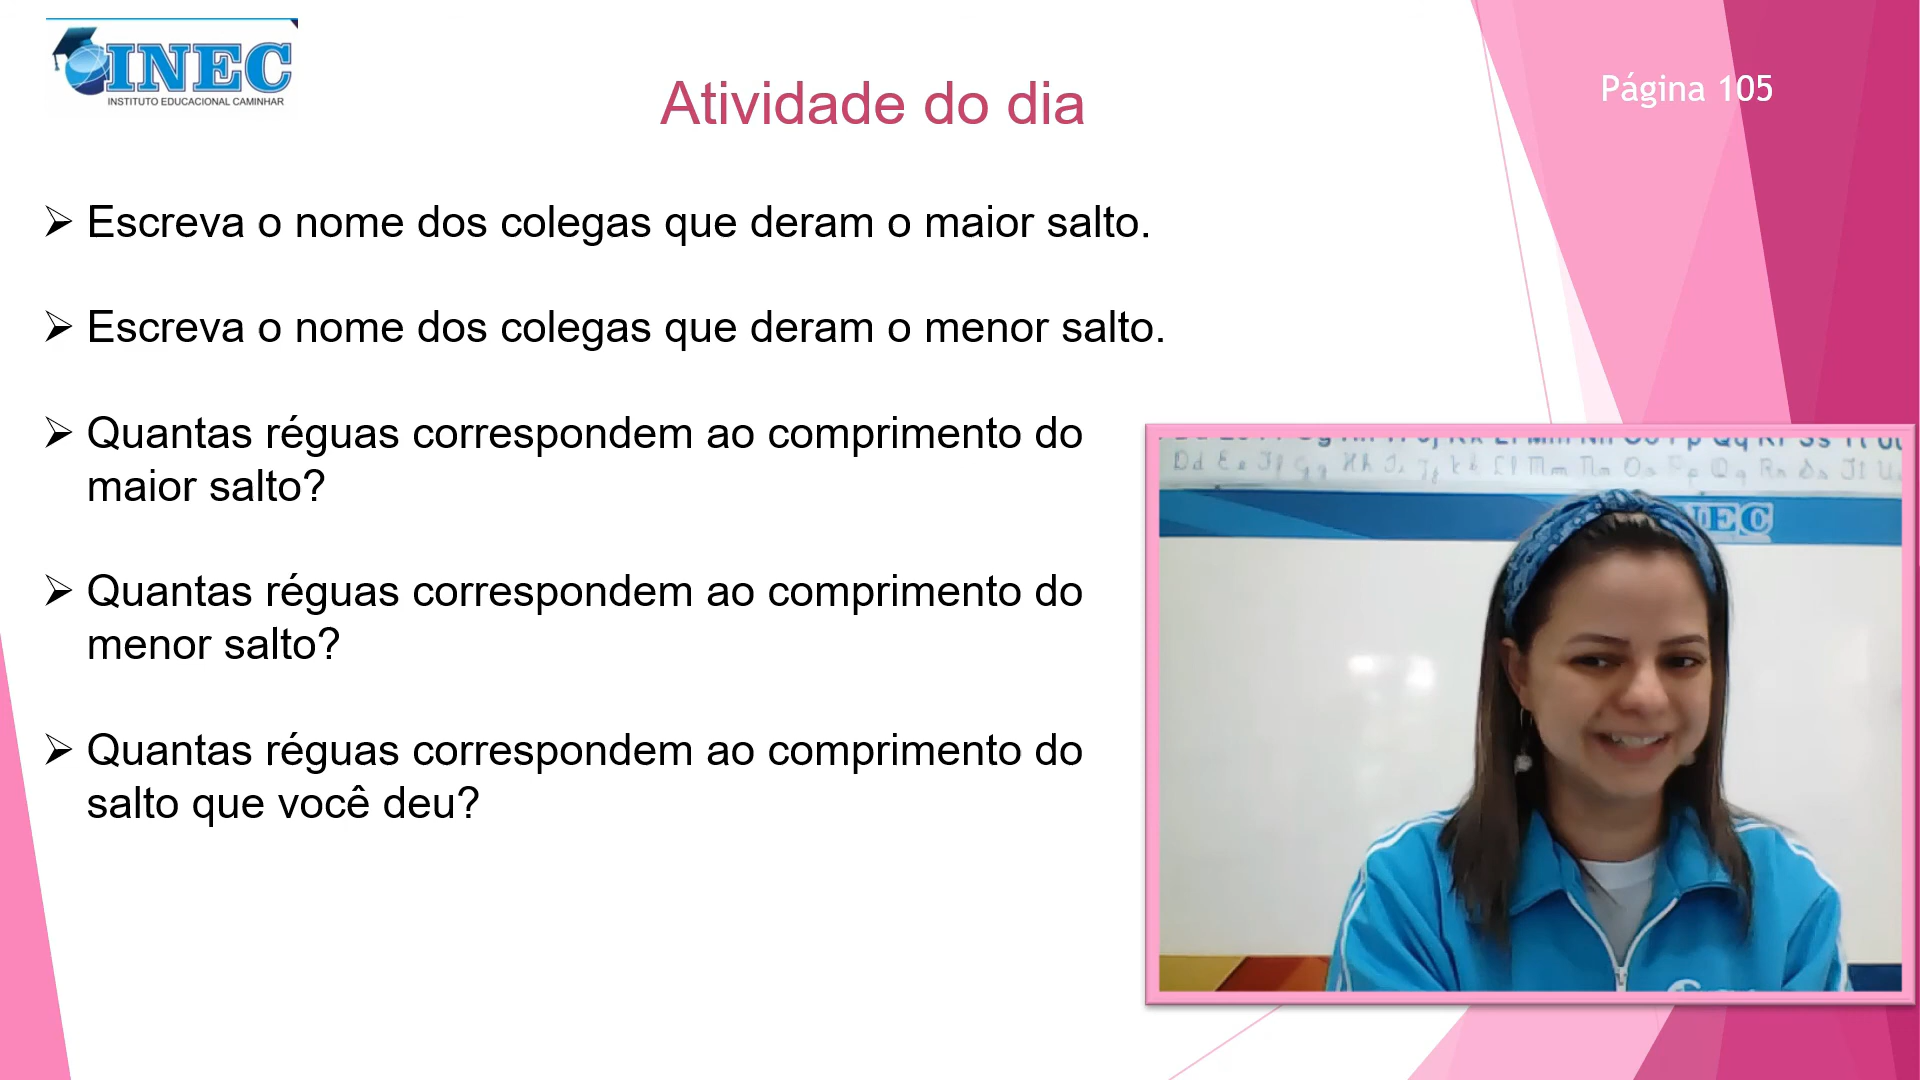 INEC
INSTITUTO EDUCACIONAL CAMINHAR
Atividade do dia
Página 105
➢ Escreva o nome dos colegas que deram o maior salto.
➢ Escreva o nome dos colegas que deram o menor salto.
➢ Quantas réguas correspondem ao comprimento do
maior salto?
➢ Quantas réguas correspondem ao comprimento do
menor salto?
➢ Quantas réguas correspondem ao comprimento do
salto que você deu?